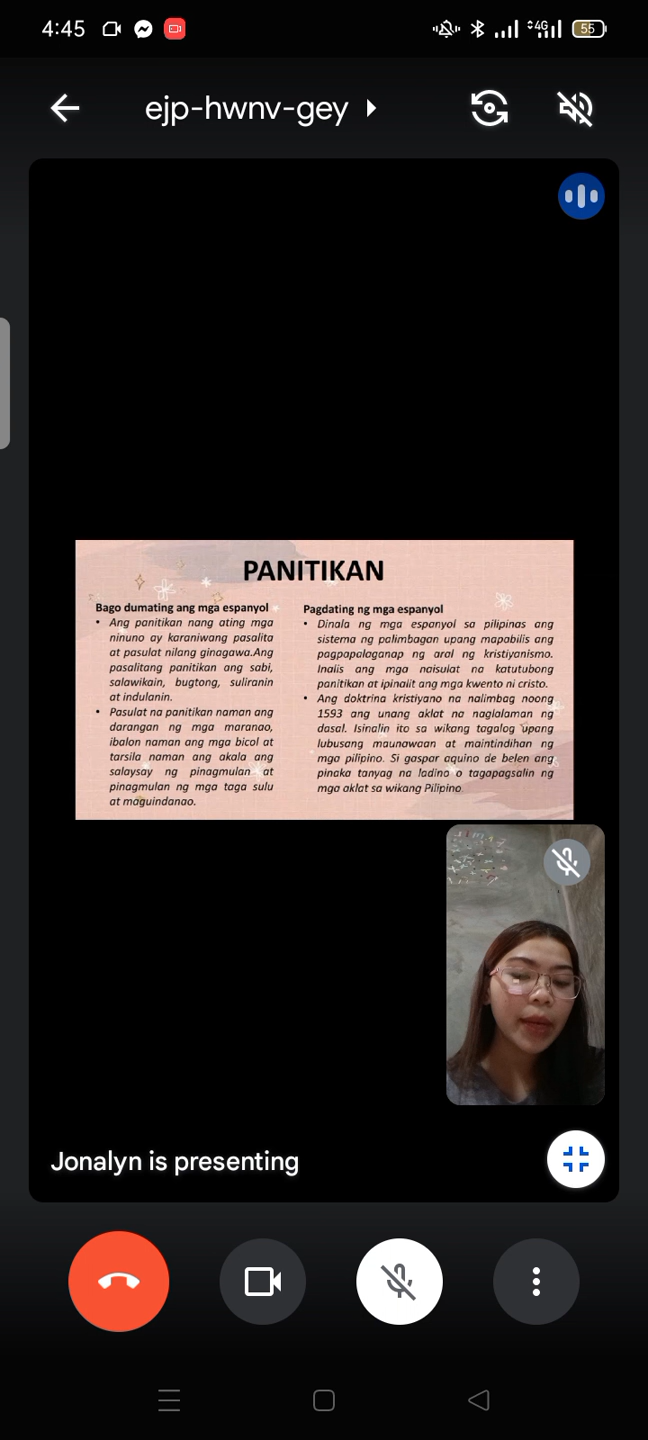 4:45
4G
55
ejp-hwnv-gey
PANITIKAN
Bago dumating ang mga espanyol
• Ang panitikan nang ating mga
ninuno ay karaniwang pasalita
at pasulat nilang ginagawa.Ang
pasalitang panitikan ang sabi,
salawikain, bugtong, suliranin
at indulanin.
• Pasulat na panitikan naman ang
darangan ng mga maranao,
ibalon naman ang mga bicol at
tarsila naman ang akala ang
salaysay ng pinagmulan at
pinagmulan ng mga taga sulu
at maguindanao.
Pagdating ng mga espanyol
• Dinala ng mga espanyol sa pilipinas ang
sistema ng palimbagan upang mapabilis ang
pagpapalaganap ng aral ng kristiyanismo.
Inalis ang mga naisulat na katutubong
panitikan at ipinalit ang mga kwento ni cristo.
• Ang doktrina kristiyano na nalimbag noong
1593 ang unang aklat na naglalaman ng
dasal. Isinalin ito sa wikang tagalog upang
lubusang maunawaan at maintindihan ng
mga pilipino. Si gaspar aquino de belen ang
pinaka tanyag na ladino o tagapagsalin ng
mga aklat sa wikang Pilipino
Jonalyn is presenting